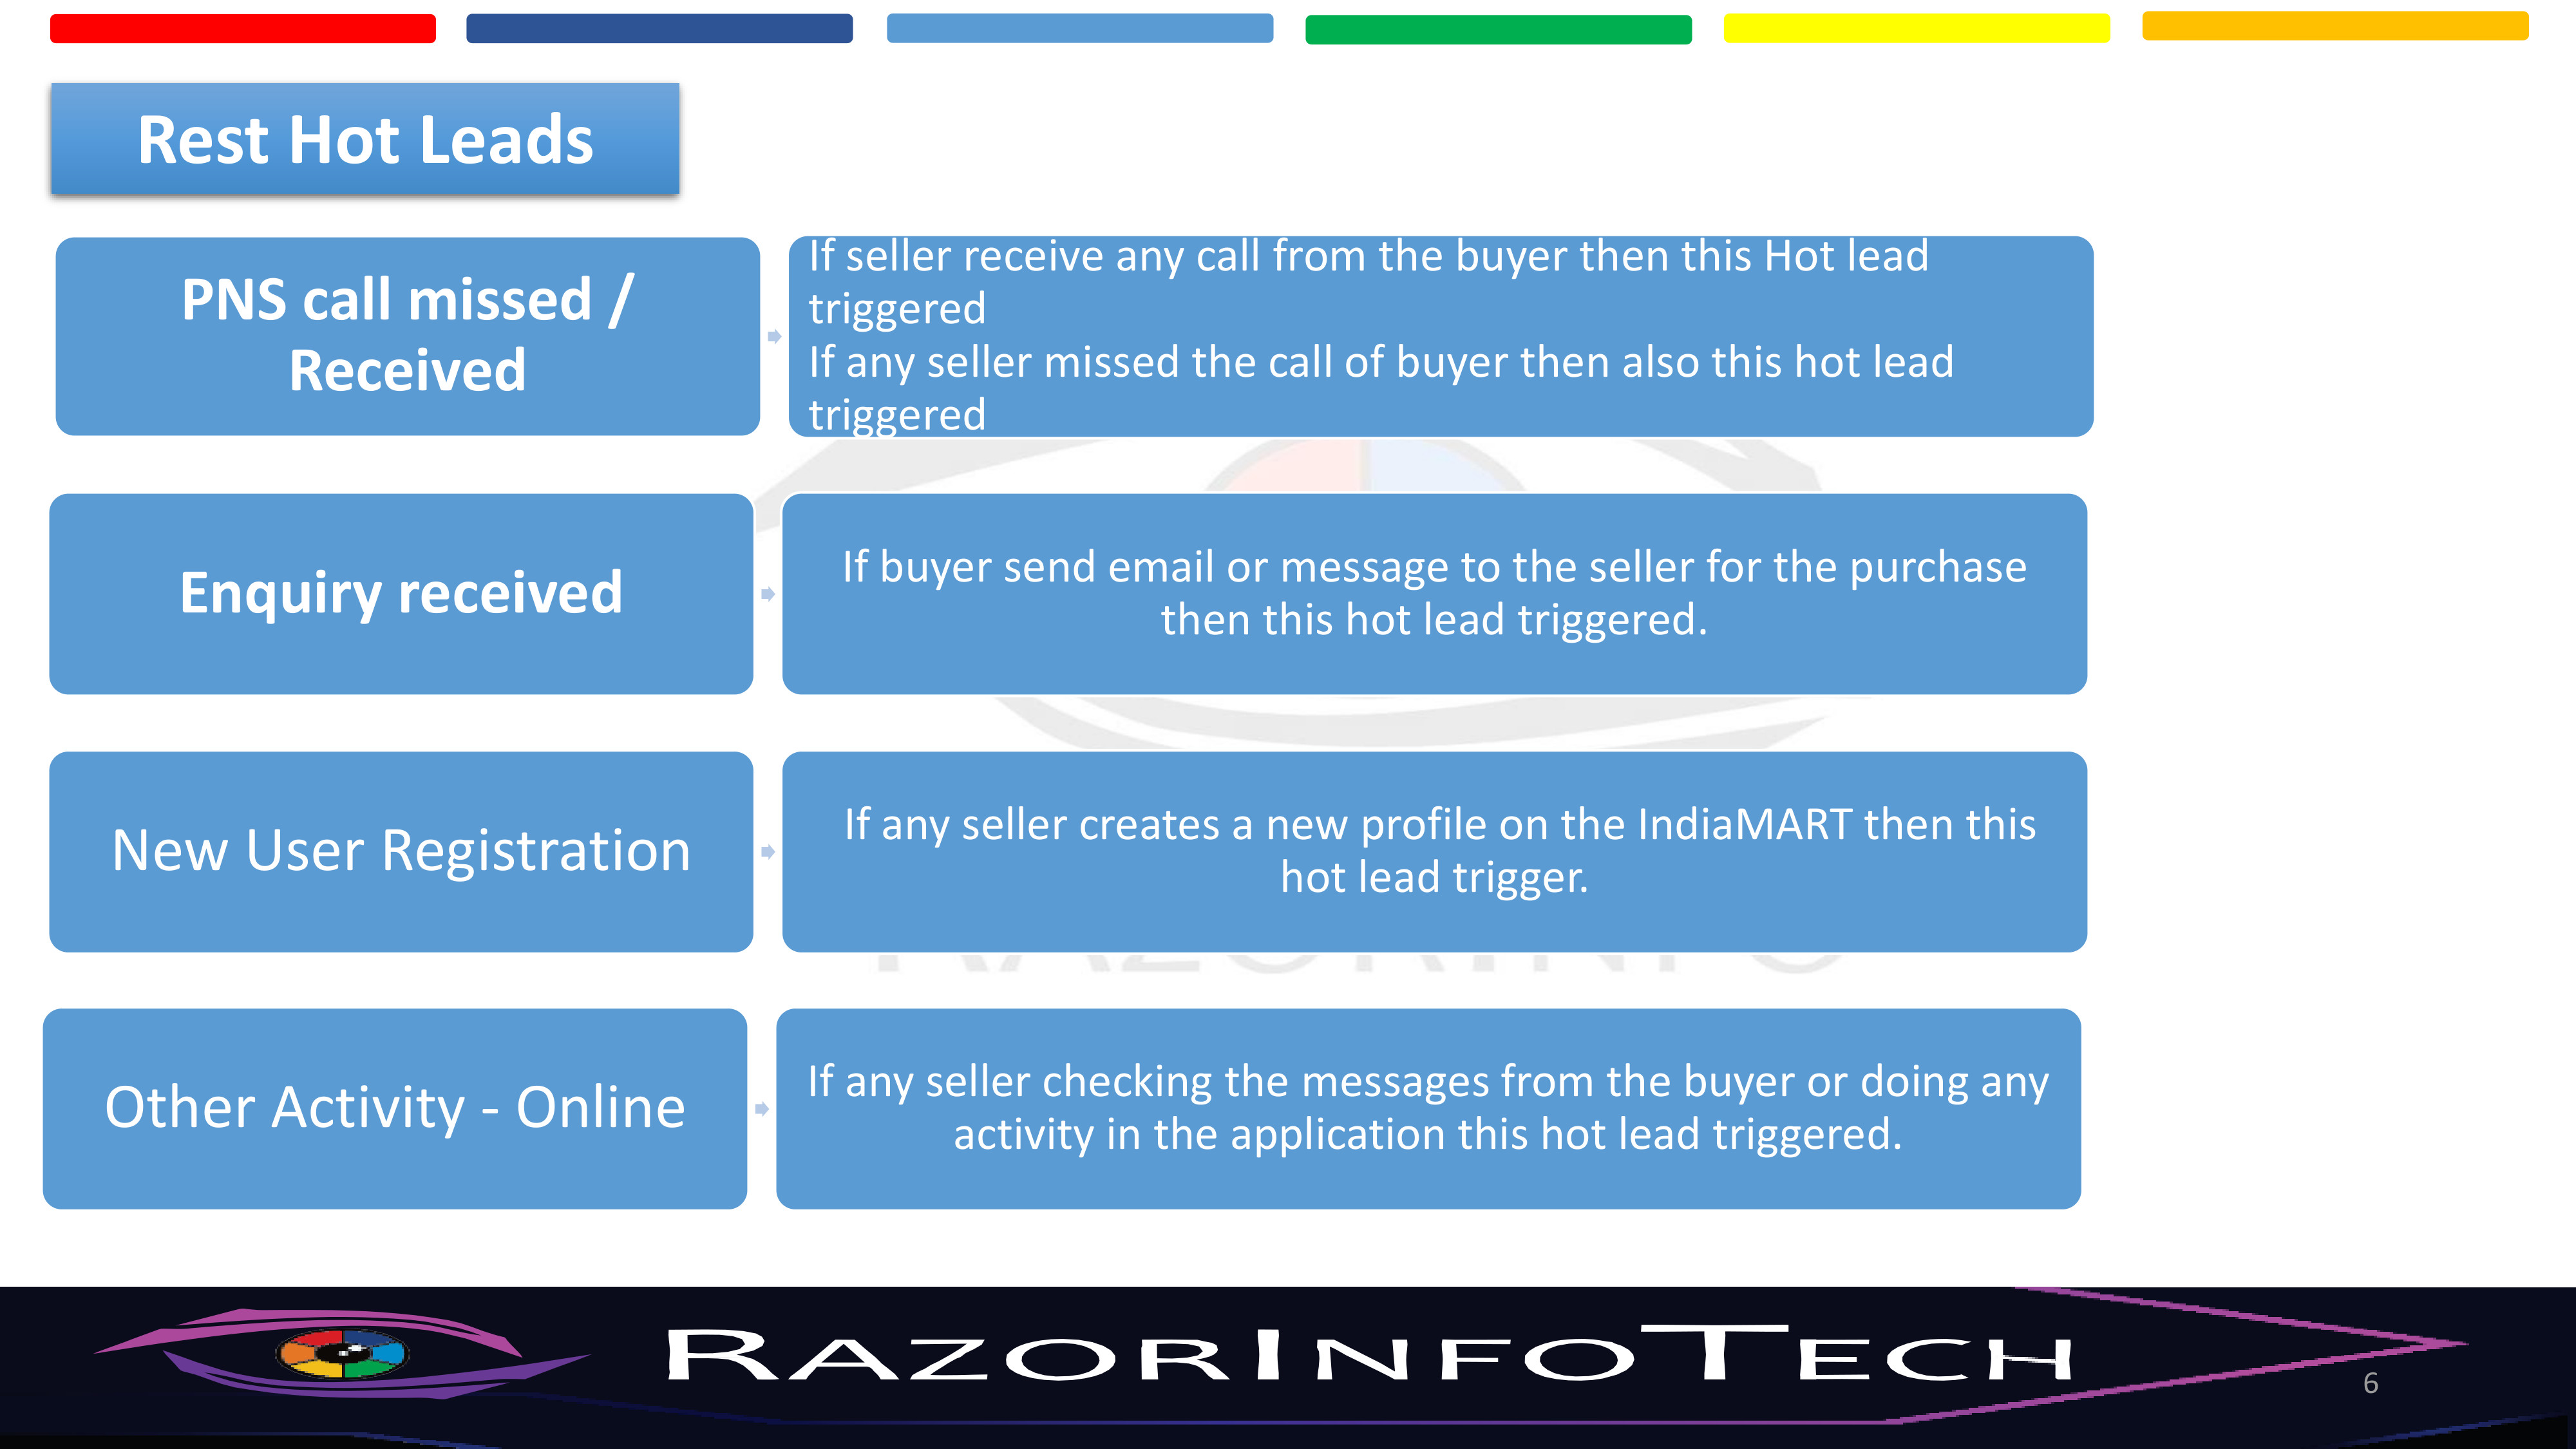 Rest Hot Leads
PNS call missed /
Received
If seller receive any call from the buyer then this Hot lead
triggered
If any seller missed the call of buyer then also this hot lead
triggered
Enquiry received
If buyer send email or message to the seller for the purchase
then this hot lead triggered.
New User Registration
If any seller creates a new profile on the IndiaMART then this
hot lead trigger.
RAZORINFO
Other Activity - Online
If any seller checking the messages from the buyer or doing any
activity in the application this hot lead triggered.
RAZORINFOTECH
6